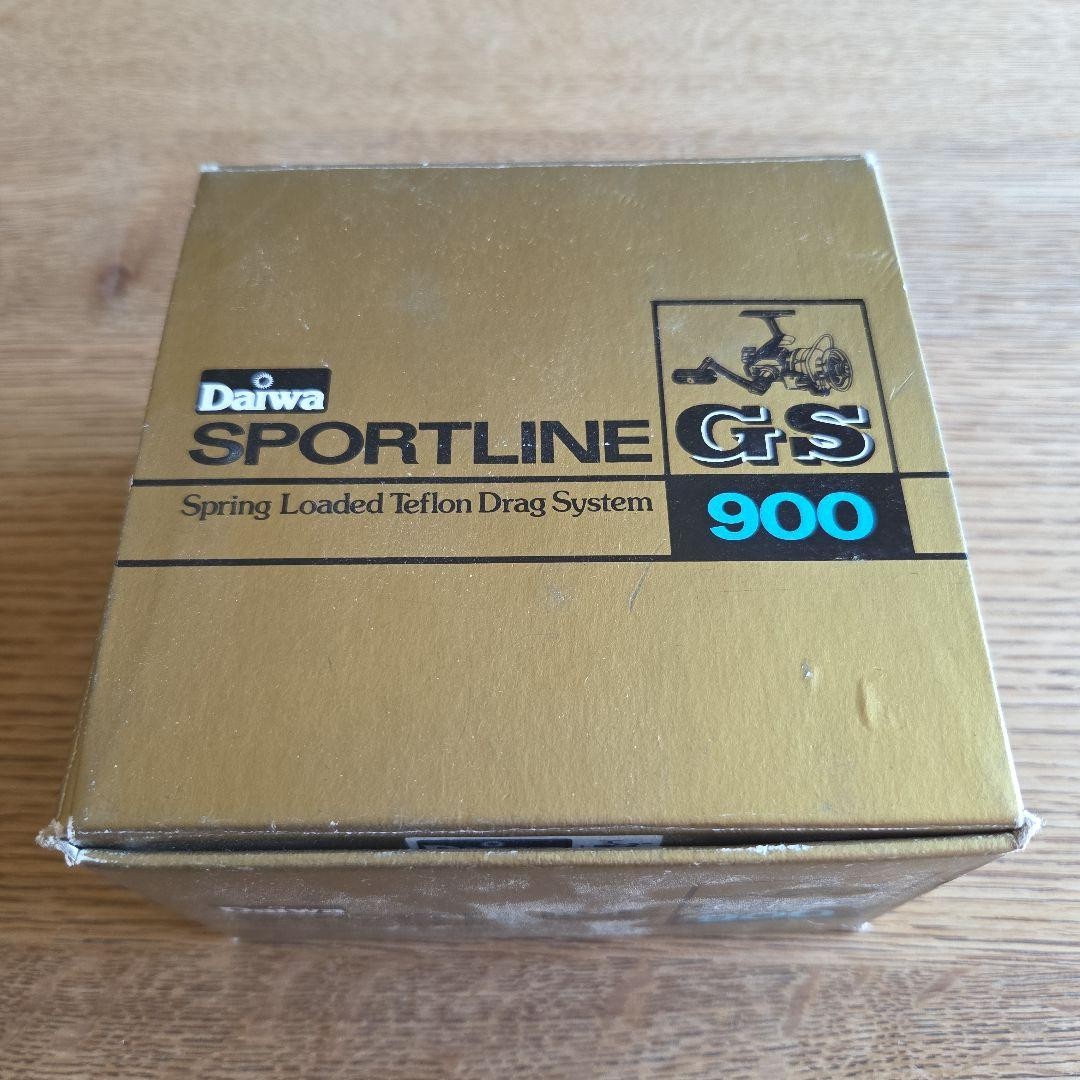 Daiwa
SPORTLINE GS
Spring Loaded Teflon Drag System 900